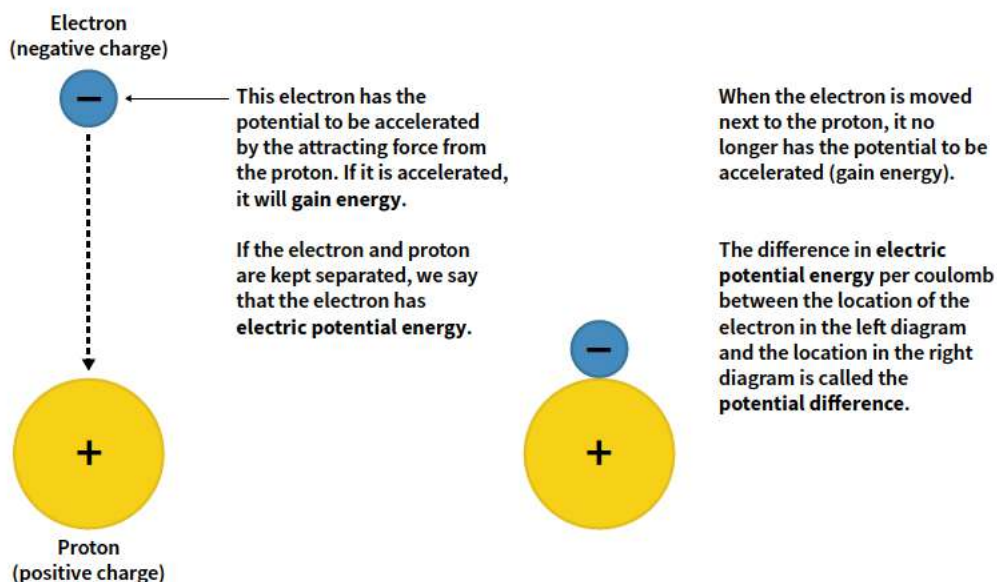 Electron
(negative charge)
−
This electron has the
potential to be accelerated
by the attracting force from
the proton. If it is accelerated,
it will gain energy.
If the electron and proton
are kept separated, we say
that the electron has
electric potential energy.
+
Proton
(positive charge)
When the electron is moved
next to the proton, it no
longer has the potential to be
accelerated (gain energy).
The difference in electric
potential energy per coulomb
between the location of the
electron in the left diagram
and the location in the right
diagram is called the
potential difference.
−
+